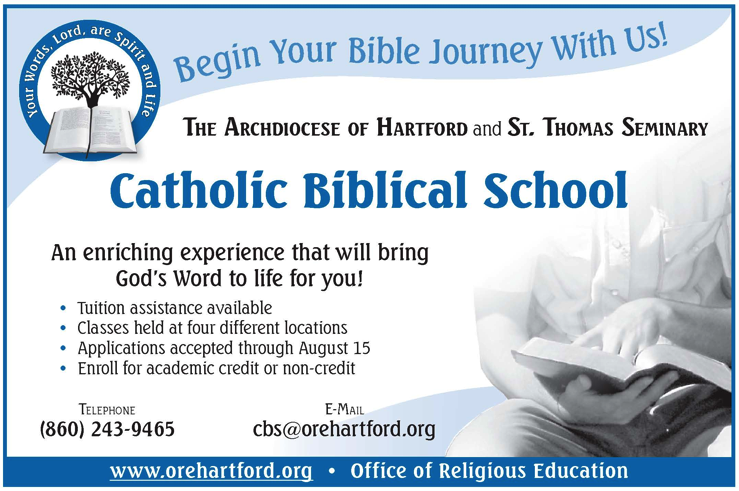 Your Words, Lord, are Spirit and Life
Begin Your Bible Journey With Us!
THE ARCHDIOCESE OF HARTFORD and ST. THOMAS SEMINARY
Catholic Biblical School
An enriching experience that will bring
God's Word to life for you!
• Tuition assistance available
• Classes held at four different locations
• Applications accepted through August 15
• Enroll for academic credit or non-credit
TELEPHONE
(860) 243-9465
E-MAIL
cbs@orehartford.org
www.orehartford.org • Office of Religious Education